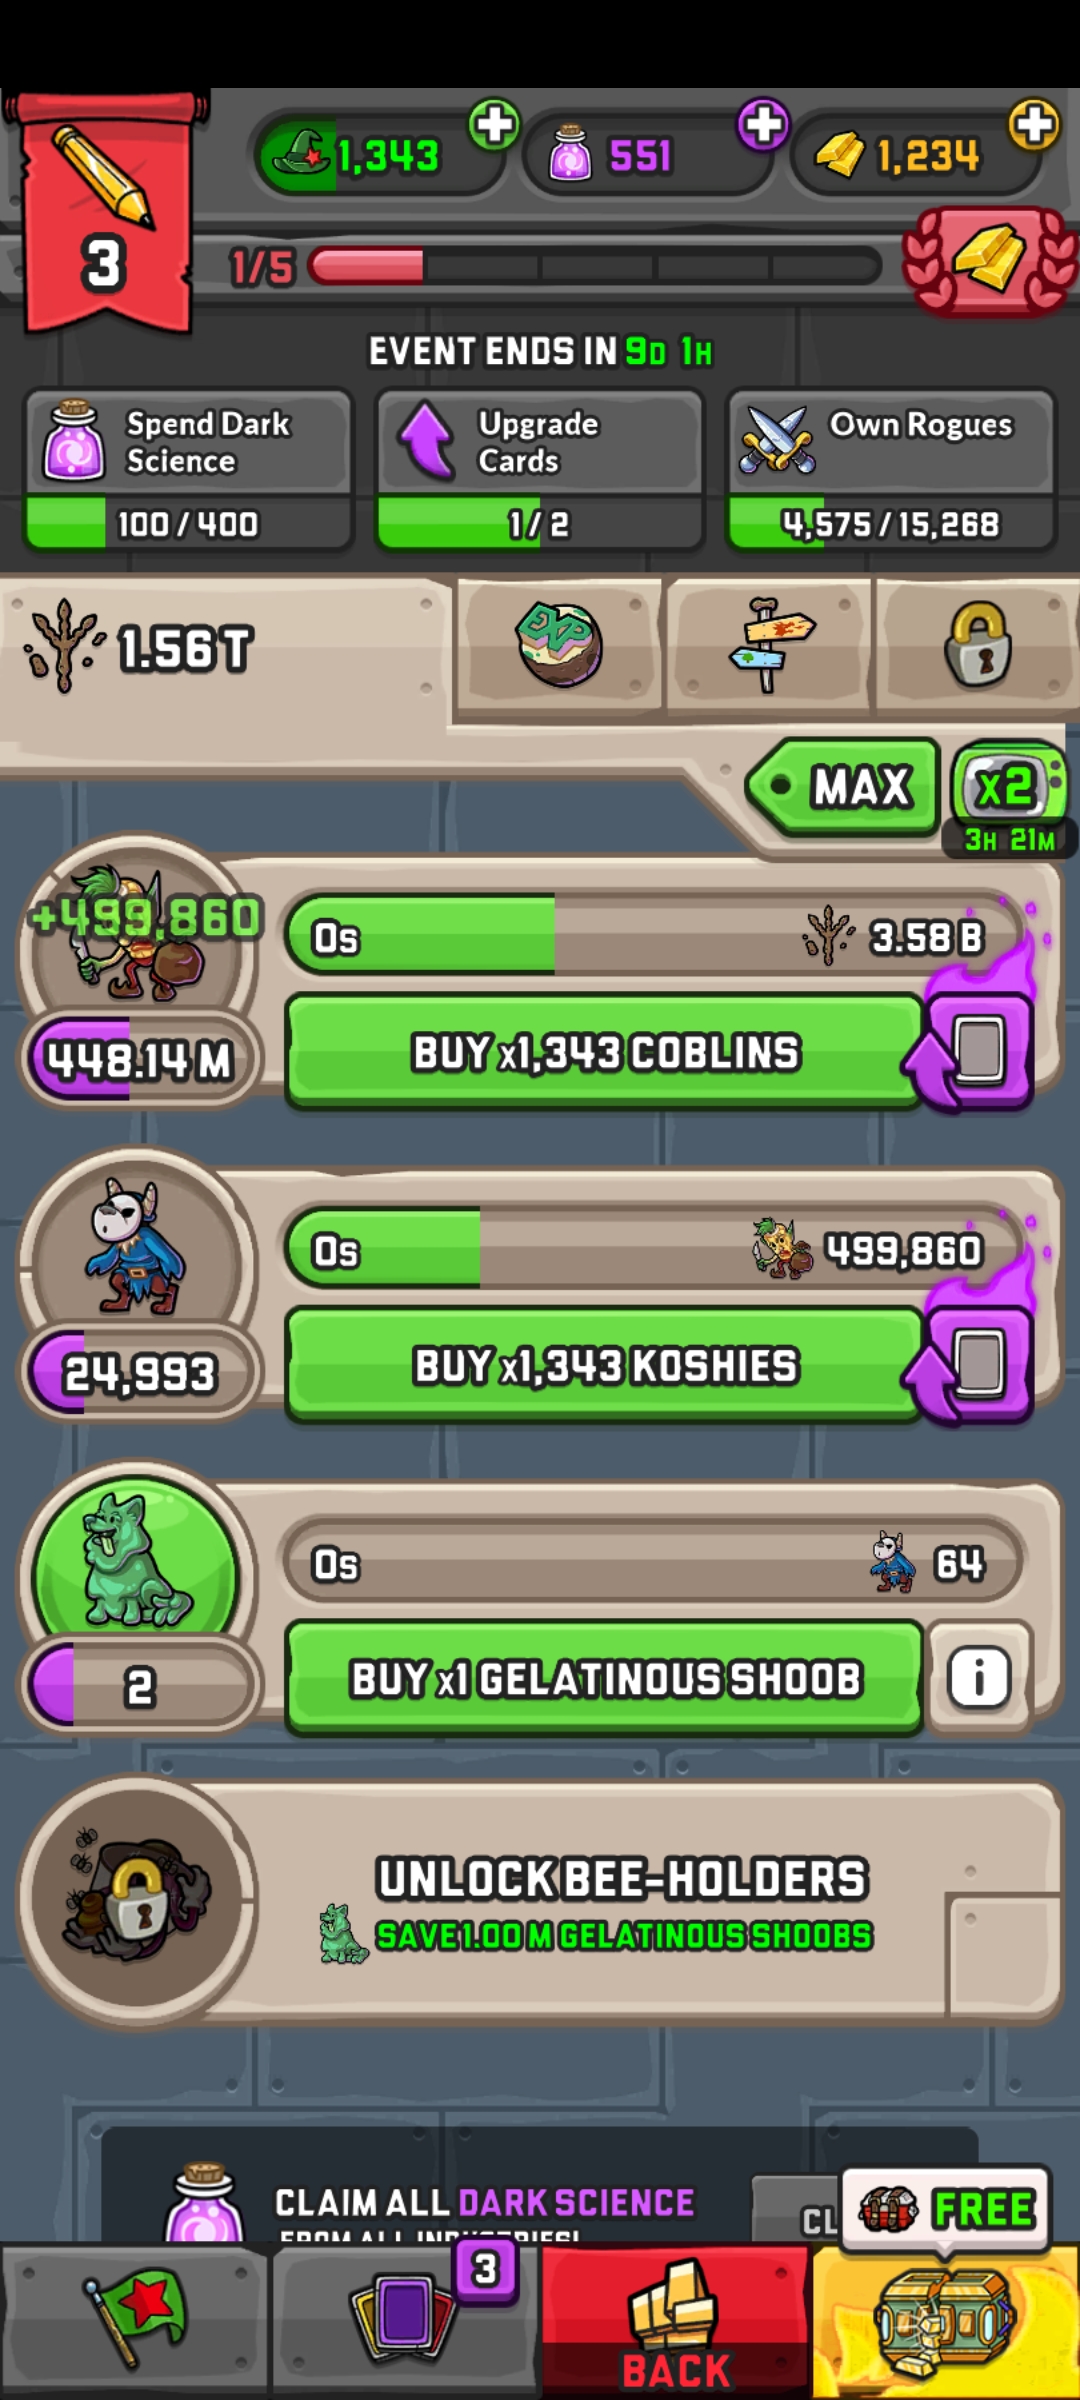 1,343
551
1,234
3
1/5
EVENT ENDS IN 9D 1H
Spend Dark
Science
Upgrade
Cards
Own Rogues
100 / 400
1 / 2
4,575 / 15,268
1.56 T
EXP
MAX
x2
3H 21M
+499,860
0s
3.58 B
448.14 M
BUY x1,343 COBLINS
0s
499,860
24,993
BUY x1,343 KOSHIES
0s
64
2
BUY x1 GELATINOUS SHOOB
i
UNLOCK BEE-HOLDERS
SAVE 1.00 M GELATINOUS SHOOBS
CLAIM ALL DARK SCIENCE
FROM ALL INDUSTRIES!
CL
FREE
3
BACK